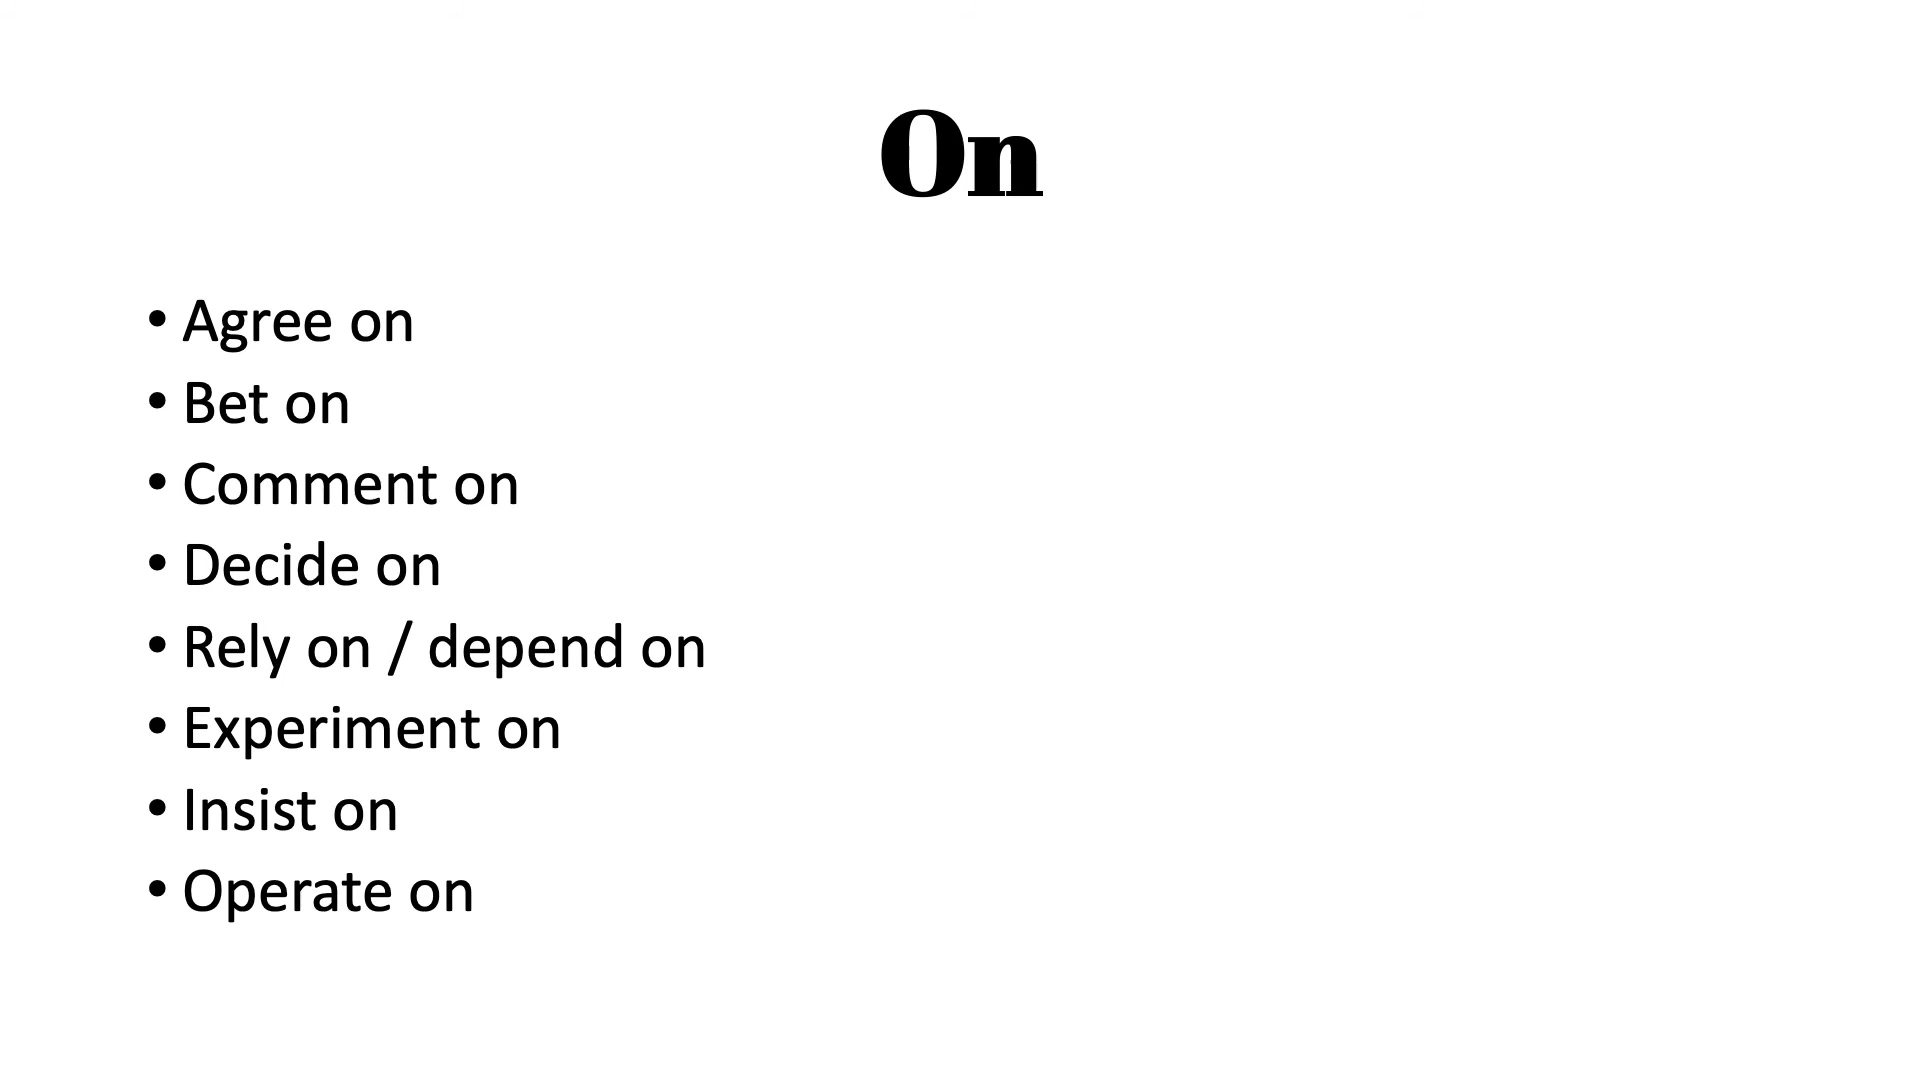 On
• Agree on
• Bet on
• Comment on
• Decide on
• Rely on / depend on
• Experiment on
• Insist on
• Operate on